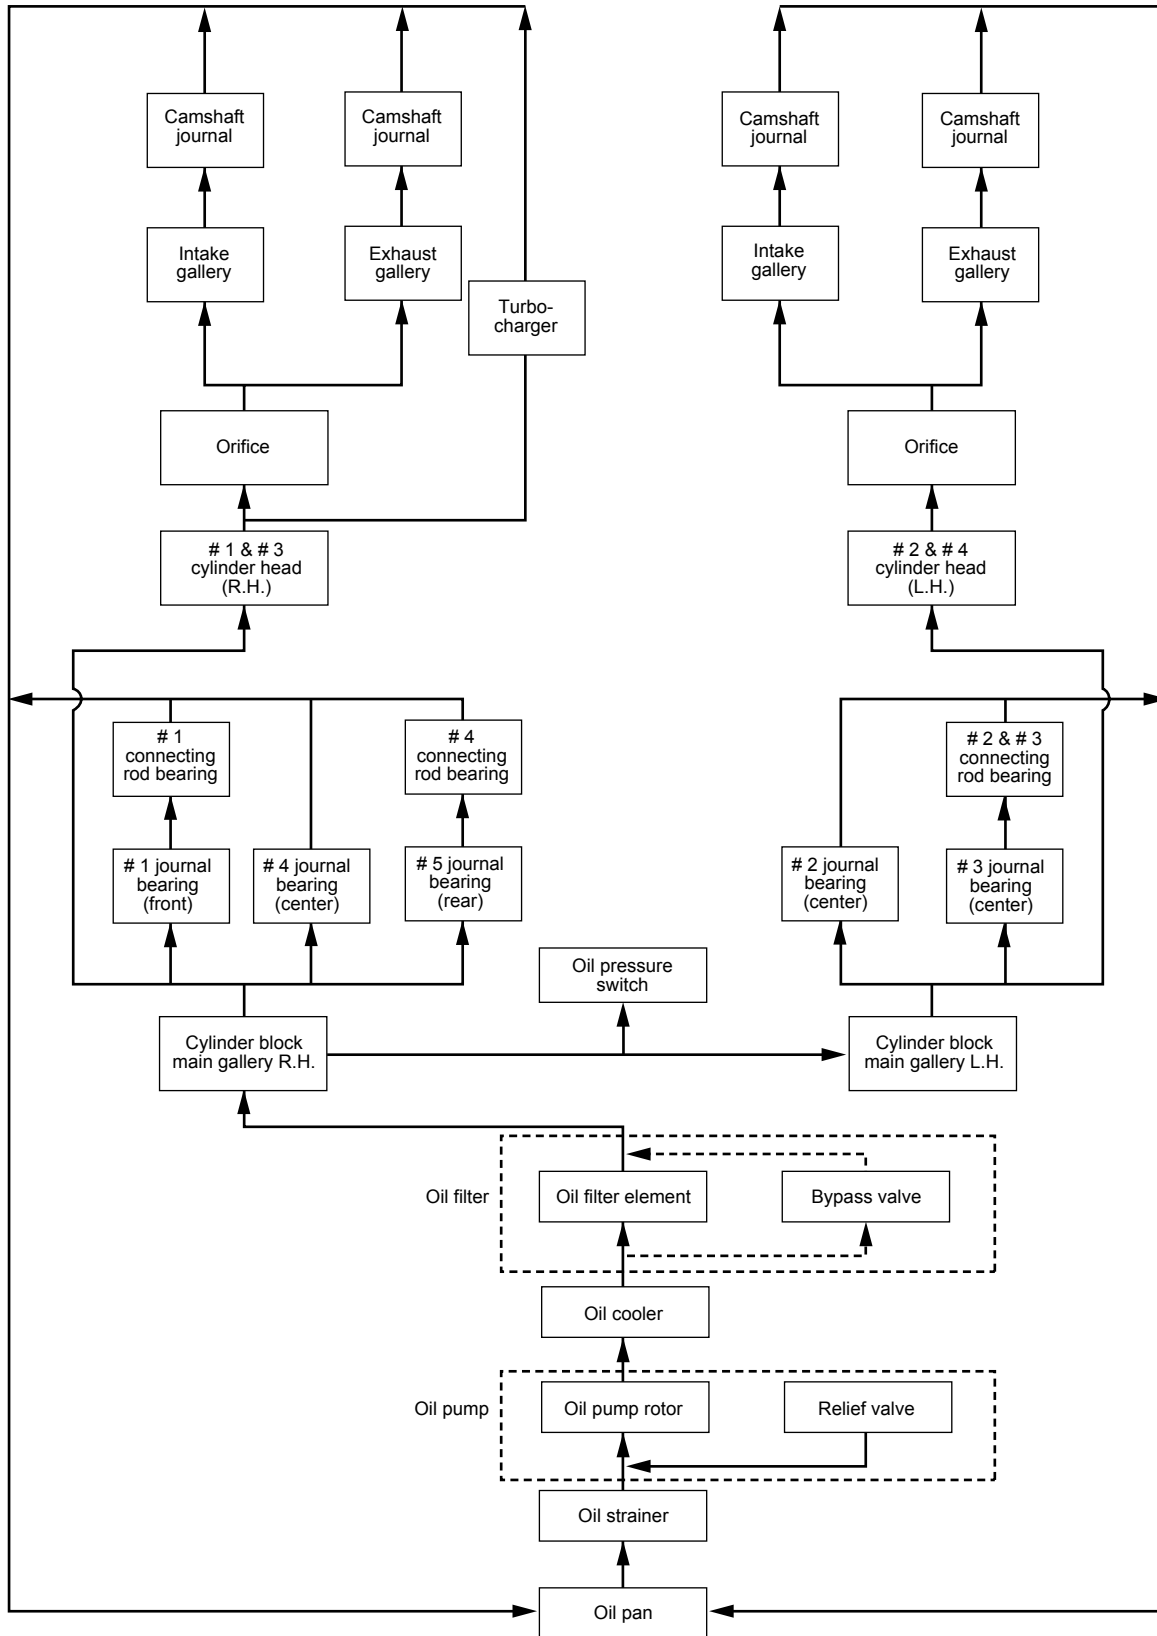 Camshaft
journal
Camshaft
journal
Camshaft
journal
Camshaft
journal
Intake
gallery
Exhaust
gallery
Intake
gallery
Exhaust
gallery
Turbo-
charger
Orifice
Orifice
# 1 & # 3
cylinder head
(R.H.)
# 2 & # 4
cylinder head
(L.H.)
# 1
connecting
rod bearing
# 4
connecting
rod bearing
# 2 & # 3
connecting
rod bearing
# 1 journal
bearing
(front)
# 4 journal
bearing
(center)
# 5 journal
bearing
(rear)
# 2 journal
bearing
(center)
# 3 journal
bearing
(center)
Oil pressure
switch
Cylinder block
main gallery R.H.
Cylinder block
main gallery L.H.
Oil filter
Oil filter element
Bypass valve
Oil cooler
Oil pump
Oil pump rotor
Relief valve
Oil strainer
Oil pan